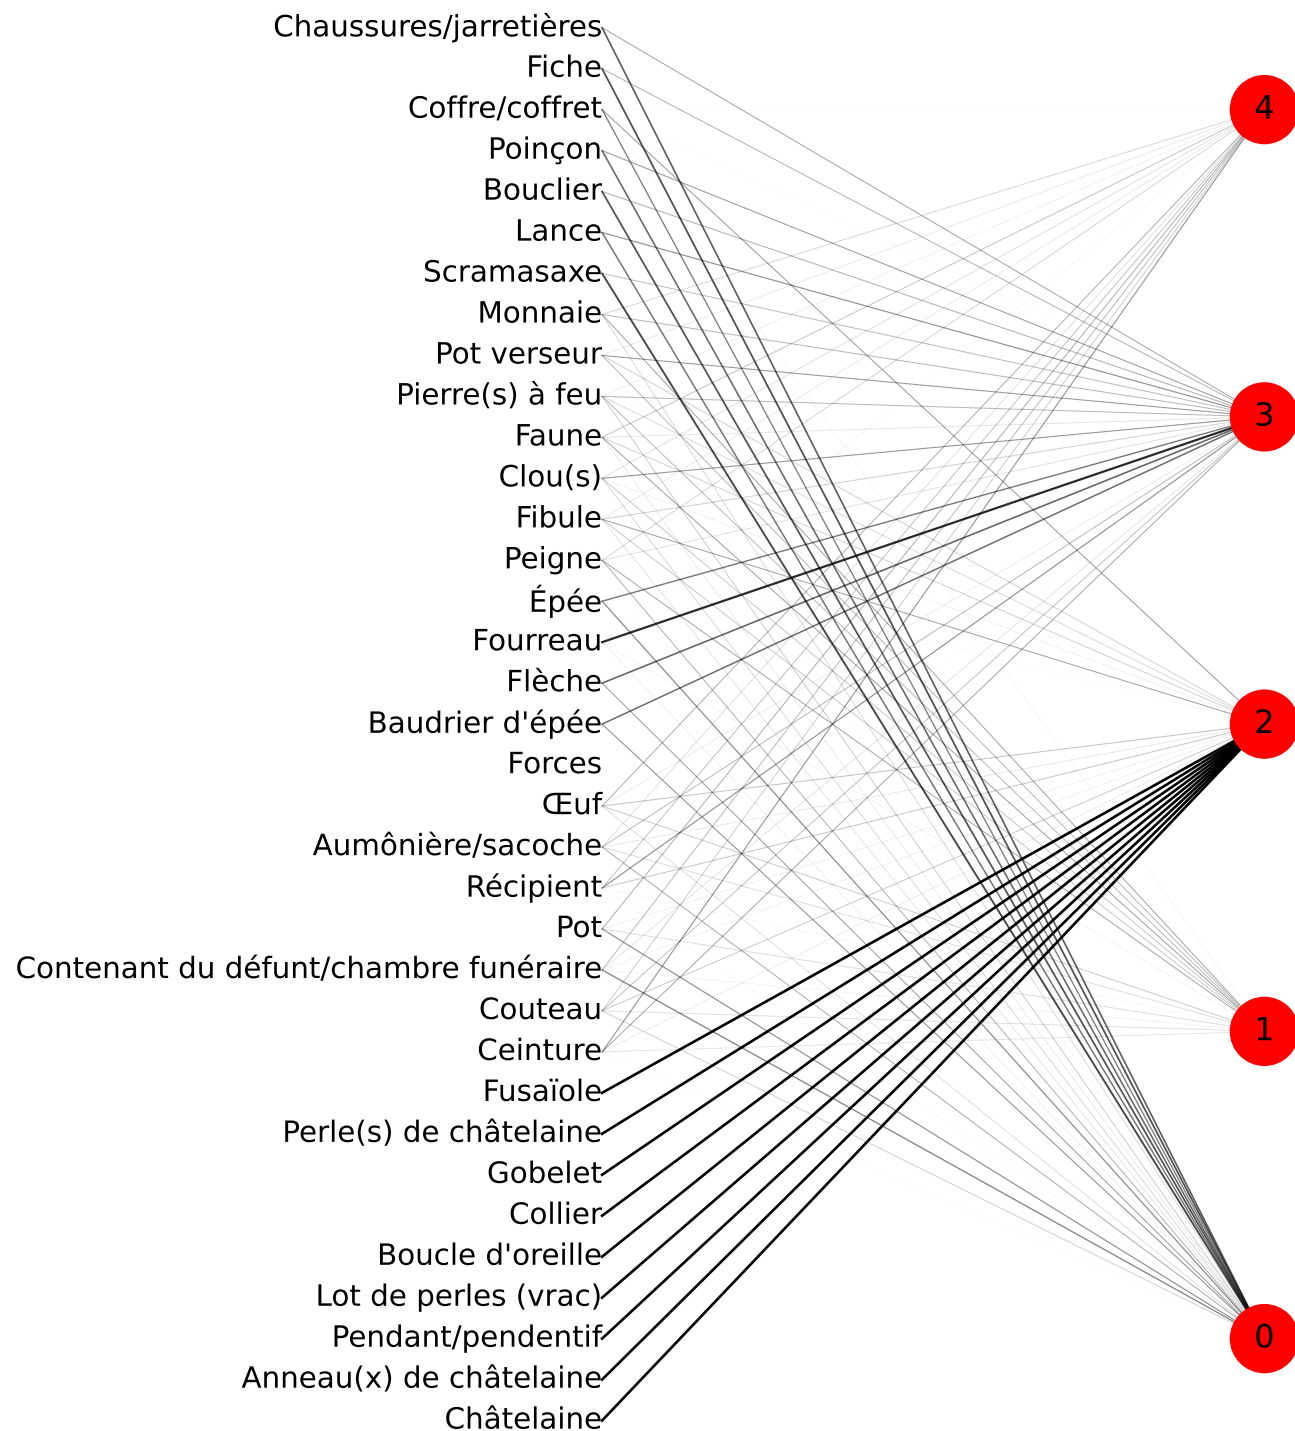 Chaussures/jarretières
Fiche
Coffre/coffret
Poinçon
Bouclier
Lance
Scramasaxe
Monnaie
Pot verseur
Pierre(s) à feu
Faune
Clou(s)
Fibule
Peigne
Épée
Fourreau
Flèche
Baudrier d'épée
Forces
Œuf
Aumônière/sacoche
Récipient
Pot
Contenant du défunt/chambre funéraire
Couteau
Ceinture
Fusaïole
Perle(s) de châtelaine
Gobelet
Collier
Boucle d'oreille
Lot de perles (vrac)
Pendant/pendentif
Anneau(x) de châtelaine
Châtelaine
4
3
2
1
0